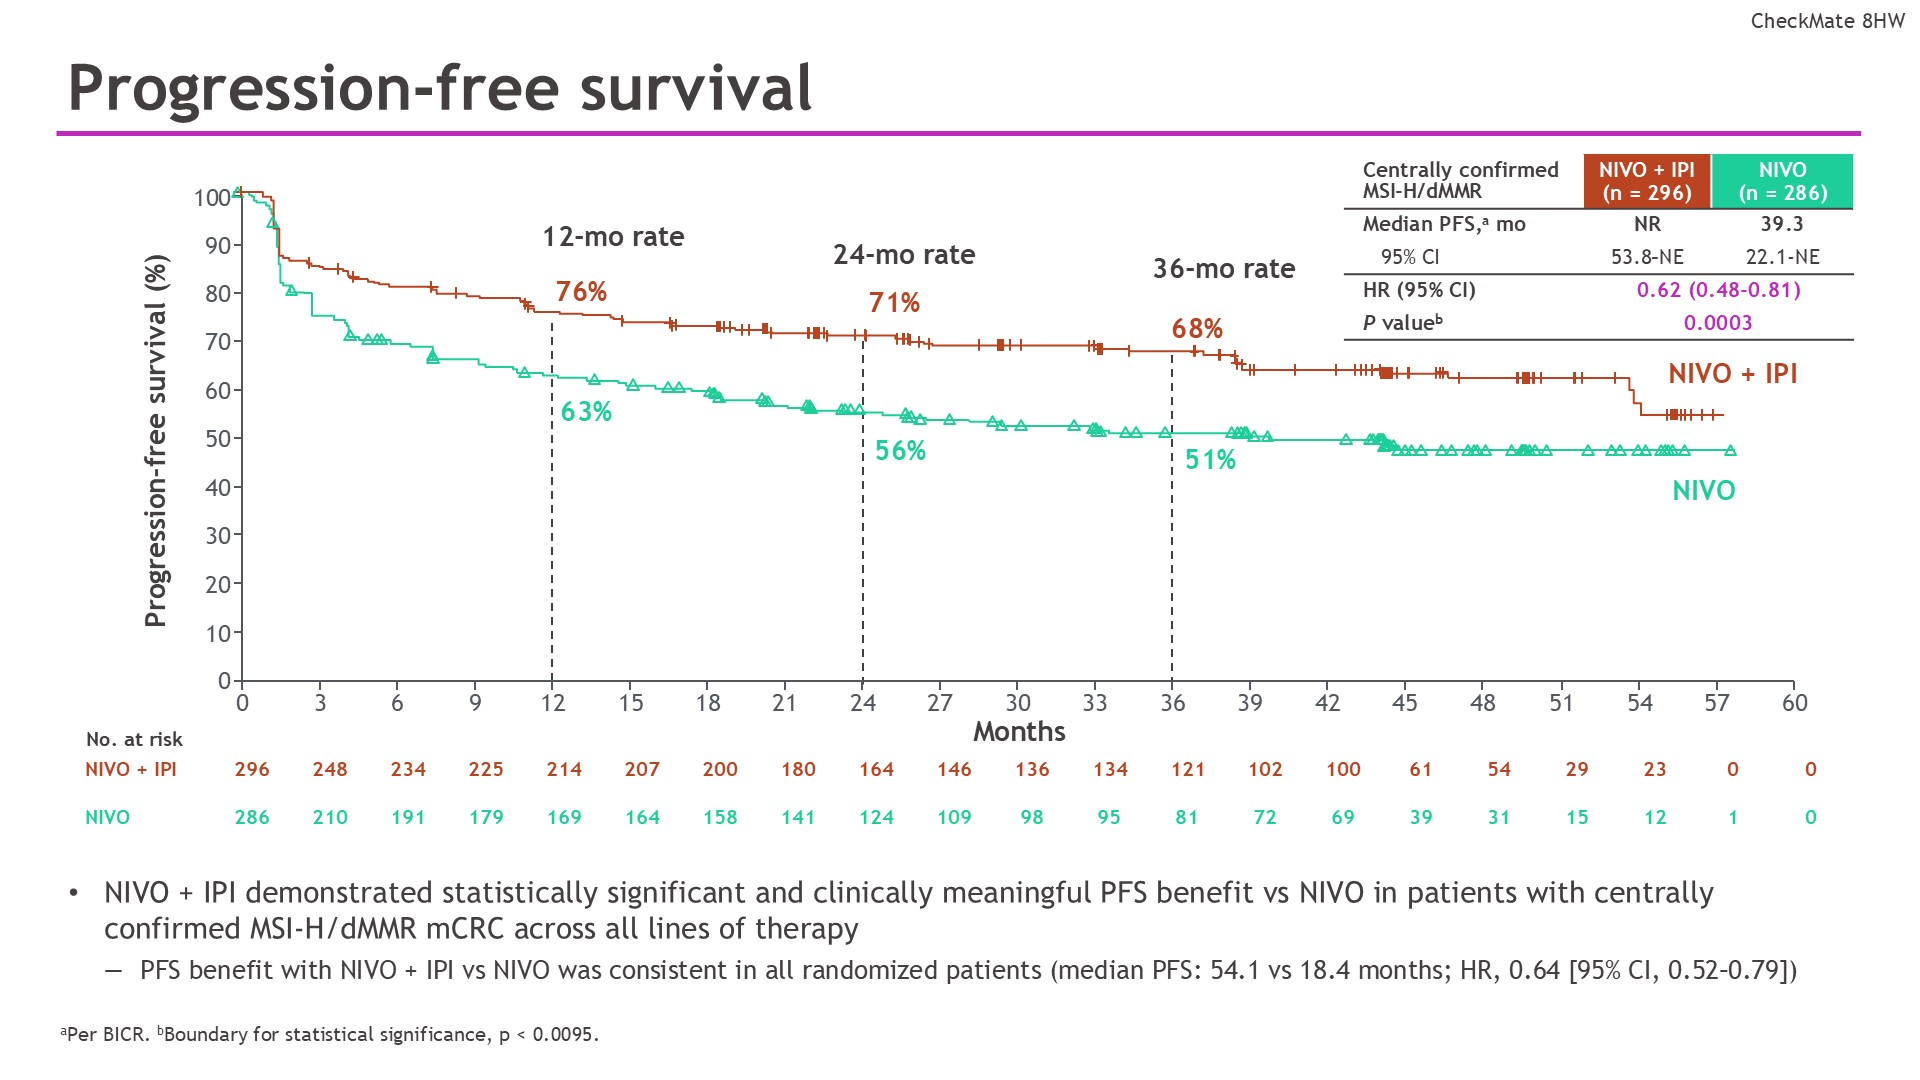 CheckMate 8HW
Progression-free survival
Centrally confirmed MSI-H/dMMR
NIVO + IPI (n = 296)
NIVO (n = 286)
Median PFS,ᵃ mo NR 39.3
95% CI 53.8-NE 22.1-NE
HR (95% CI) 0.62 (0.48-0.81)
P valueᵇ 0.0003
Progression-free survival (%)
100
90
80
70
60
50
40
30
20
10
0
12-mo rate
76%
63%
24-mo rate
71%
56%
36-mo rate
68%
51%
NIVO + IPI
NIVO
0 3 6 9 12 15 18 21 24 27 30 33 36 39 42 45 48 51 54 57 60
Months
No. at risk
NIVO + IPI 296 248 234 225 214 207 200 180 164 146 136 134 121 102 100 61 54 29 23 0 0
NIVO 286 210 191 179 169 164 158 141 124 109 98 95 81 72 69 39 31 15 12 1 0
• NIVO + IPI demonstrated statistically significant and clinically meaningful PFS benefit vs NIVO in patients with centrally
confirmed MSI-H/dMMR mCRC across all lines of therapy
– PFS benefit with NIVO + IPI vs NIVO was consistent in all randomized patients (median PFS: 54.1 vs 18.4 months; HR, 0.64 [95% CI, 0.52–0.79])
ᵃPer BICR. ᵇBoundary for statistical significance, p < 0.0095.